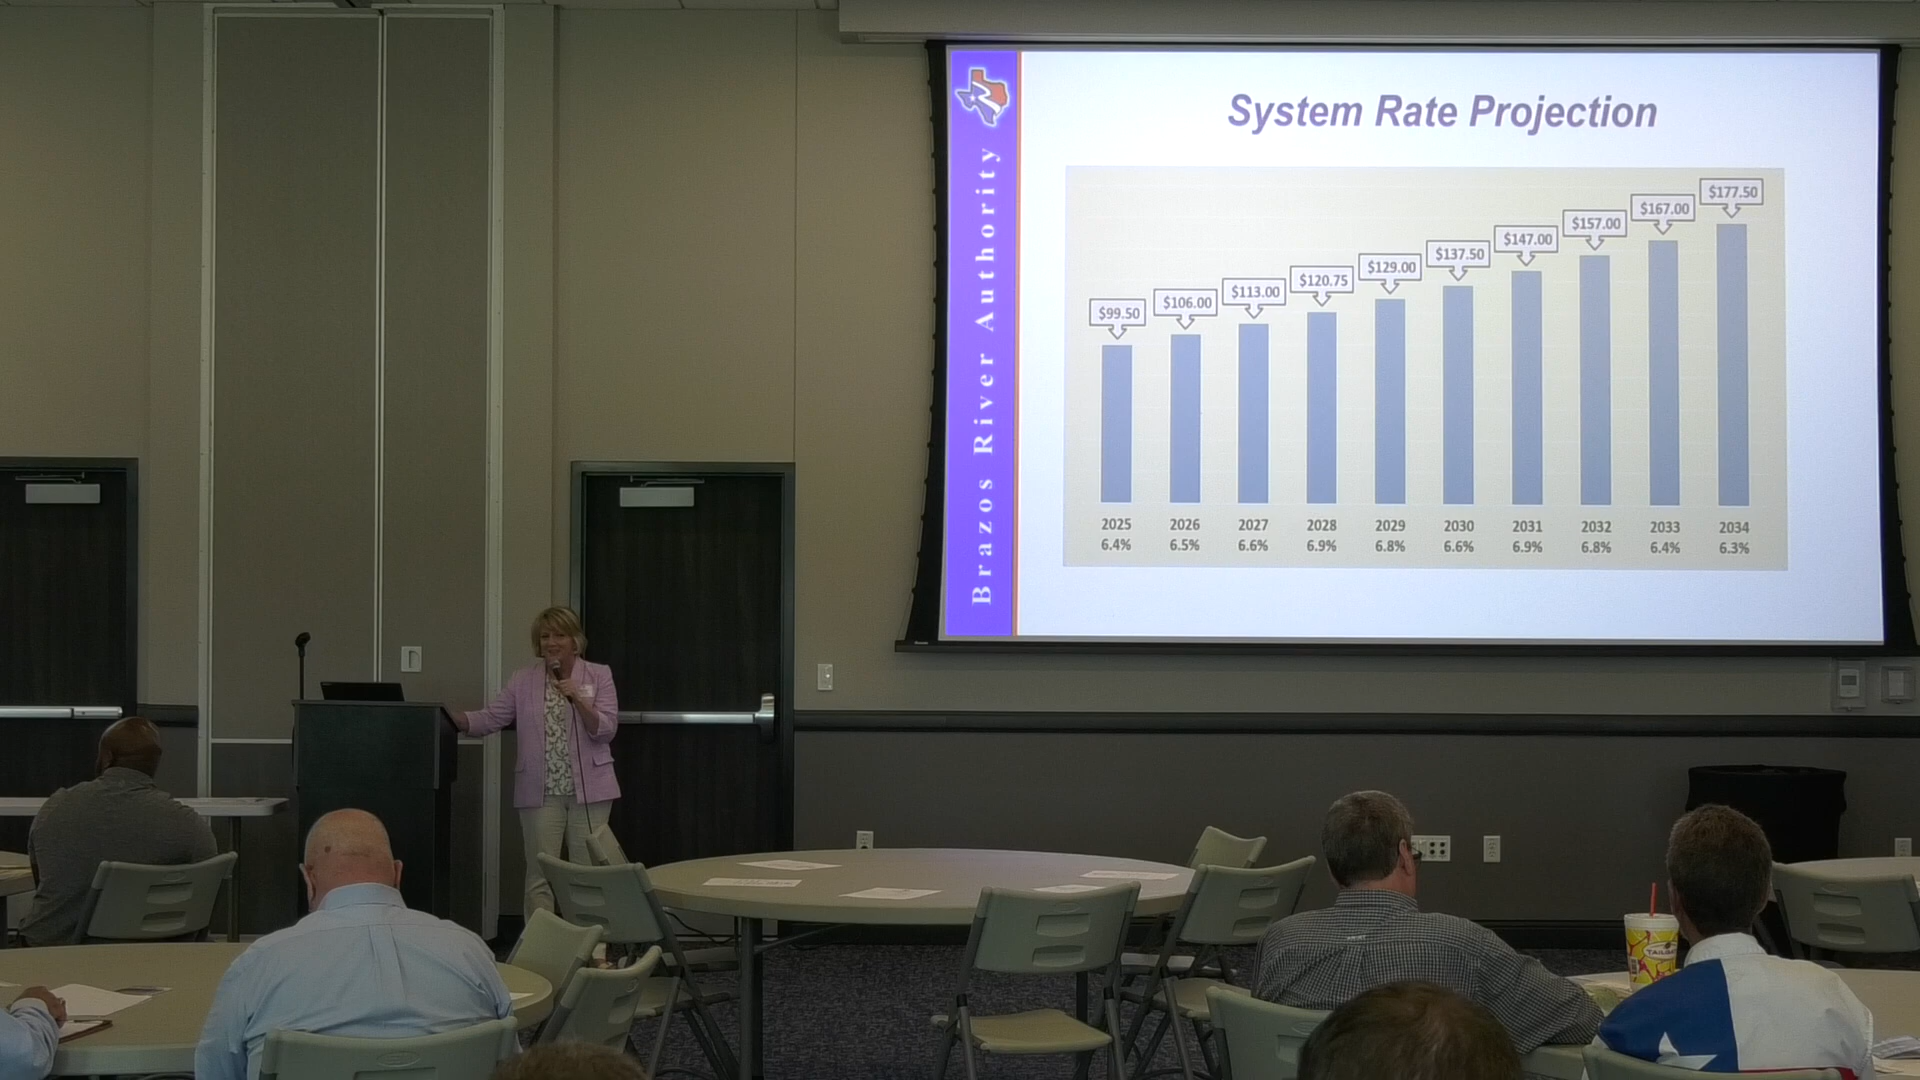 System Rate Projection
Brazos River Authority
$99.50
$106.00
$113.00
$120.75
$129.00
$137.50
$147.00
$157.00
$167.00
$177.50
2025 2026 2027 2028 2029 2030 2031 2032 2033 2034
6.4% 6.5% 6.6% 6.9% 6.8% 6.6% 6.9% 6.8% 6.4% 6.3%